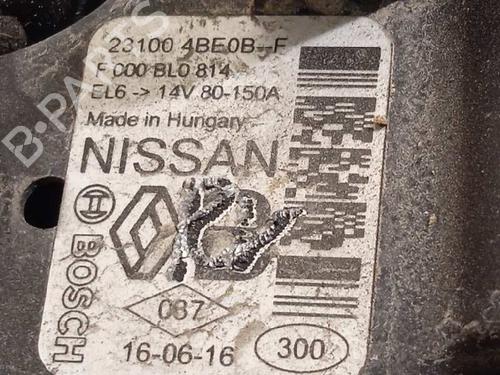 23100 4BE0B--F
F 000 BL0 814
EL6 -> 14V 80-150A
Made in Hungary
NISSAN
BOSCH
087
16-06-16
300
B-PARTS